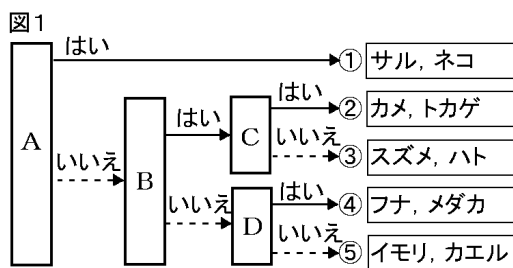 図1
はい
① サル, ネコ
A
はい
② カメ, トカゲ
はい
C
いいえ
③ スズメ, ハト
いいえ
B
はい
④ フナ, メダカ
いいえ
D
いいえ
⑤ イモリ, カエル